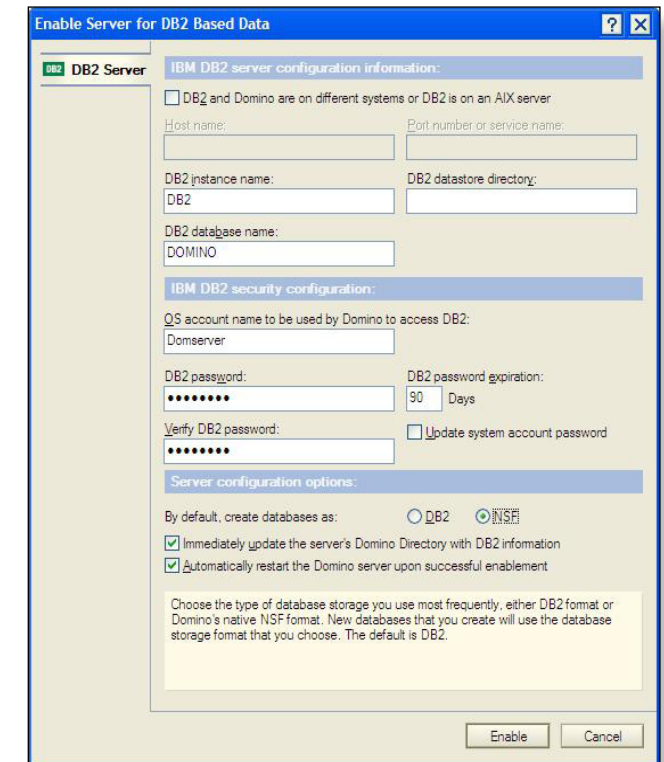 Enable Server for DB2 Based Data
DB2 DB2 Server
IBM DB2 server configuration information:
DB2 and Domino are on different systems or DB2 is on an AIX server
Host name: Port number or service name:
DB2 instance name: DB2 datastore directory:
DB2
DB2 database name:
DOMINO
IBM DB2 security configuration:
OS account name to be used by Domino to access DB2:
Domserver
DB2 password: DB2 password expiration:
•••••••• 90 Days
Verify DB2 password: Update system account password
••••••••
Server configuration options:
By default, create databases as: DB2 NSF
Immediately update the server's Domino Directory with DB2 information
Automatically restart the Domino server upon successful enablement
Choose the type of database storage you use most frequently, either DB2 format or
Domino's native NSF format. New databases that you create will use the database
storage format that you choose. The default is DB2.
Enable Cancel